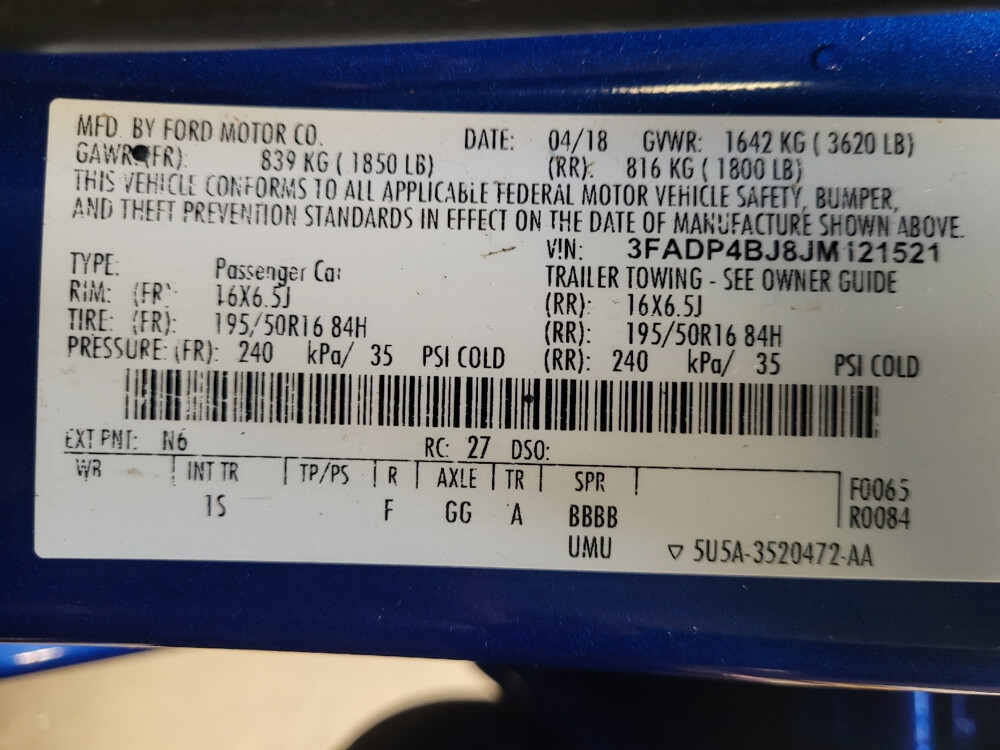 MFD. BY FORD MOTOR CO. DATE: 04/18 GVWR: 1642 KG ( 3620 LB)
GAWR (FR): 839 KG ( 1850 LB) (RR): 816 KG ( 1800 LB)
THIS VEHICLE CONFORMS TO ALL APPLICABLE FEDERAL MOTOR VEHICLE SAFETY, BUMPER,
AND THEFT PREVENTION STANDARDS IN EFFECT ON THE DATE OF MANUFACTURE SHOWN ABOVE.
VIN: 3FADP4BJ8JM121521
TYPE: Passenger Car TRAILER TOWING - SEE OWNER GUIDE
RIM: (FR): 16X6.5J (RR): 16X6.5J
TIRE: (FR): 195/50R16 84H (RR): 195/50R16 84H
PRESSURE: (FR): 240 kPa/ 35 PSI COLD (RR): 240 kPa/ 35 PSI COLD
EXT PNT: N6 RC: 27 DSO:
WB INT TR TP/PS R AXLE TR SPR F0065
1S F GG A BBBB R0084
UMU ▽ 5U5A-3520472-AA